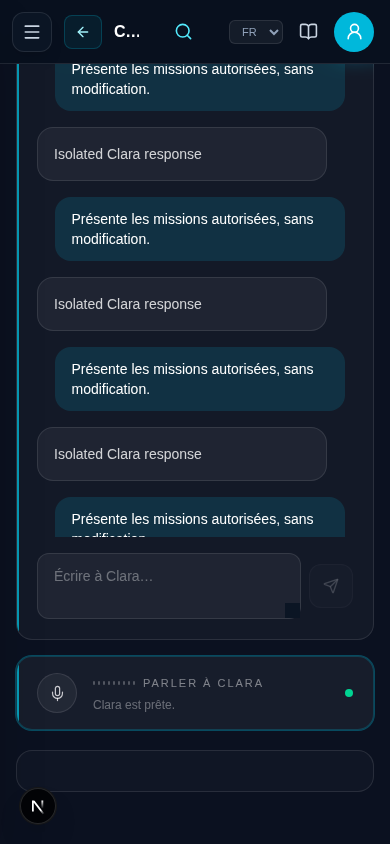 C...
FR
Présente les missions autorisées, sans
modification.
Isolated Clara response
Présente les missions autorisées, sans
modification.
Isolated Clara response
Présente les missions autorisées, sans
modification.
Isolated Clara response
Présente les missions autorisées, sans
modification.
Écrire à Clara…
PARLER À CLARA
Clara est prête.
N